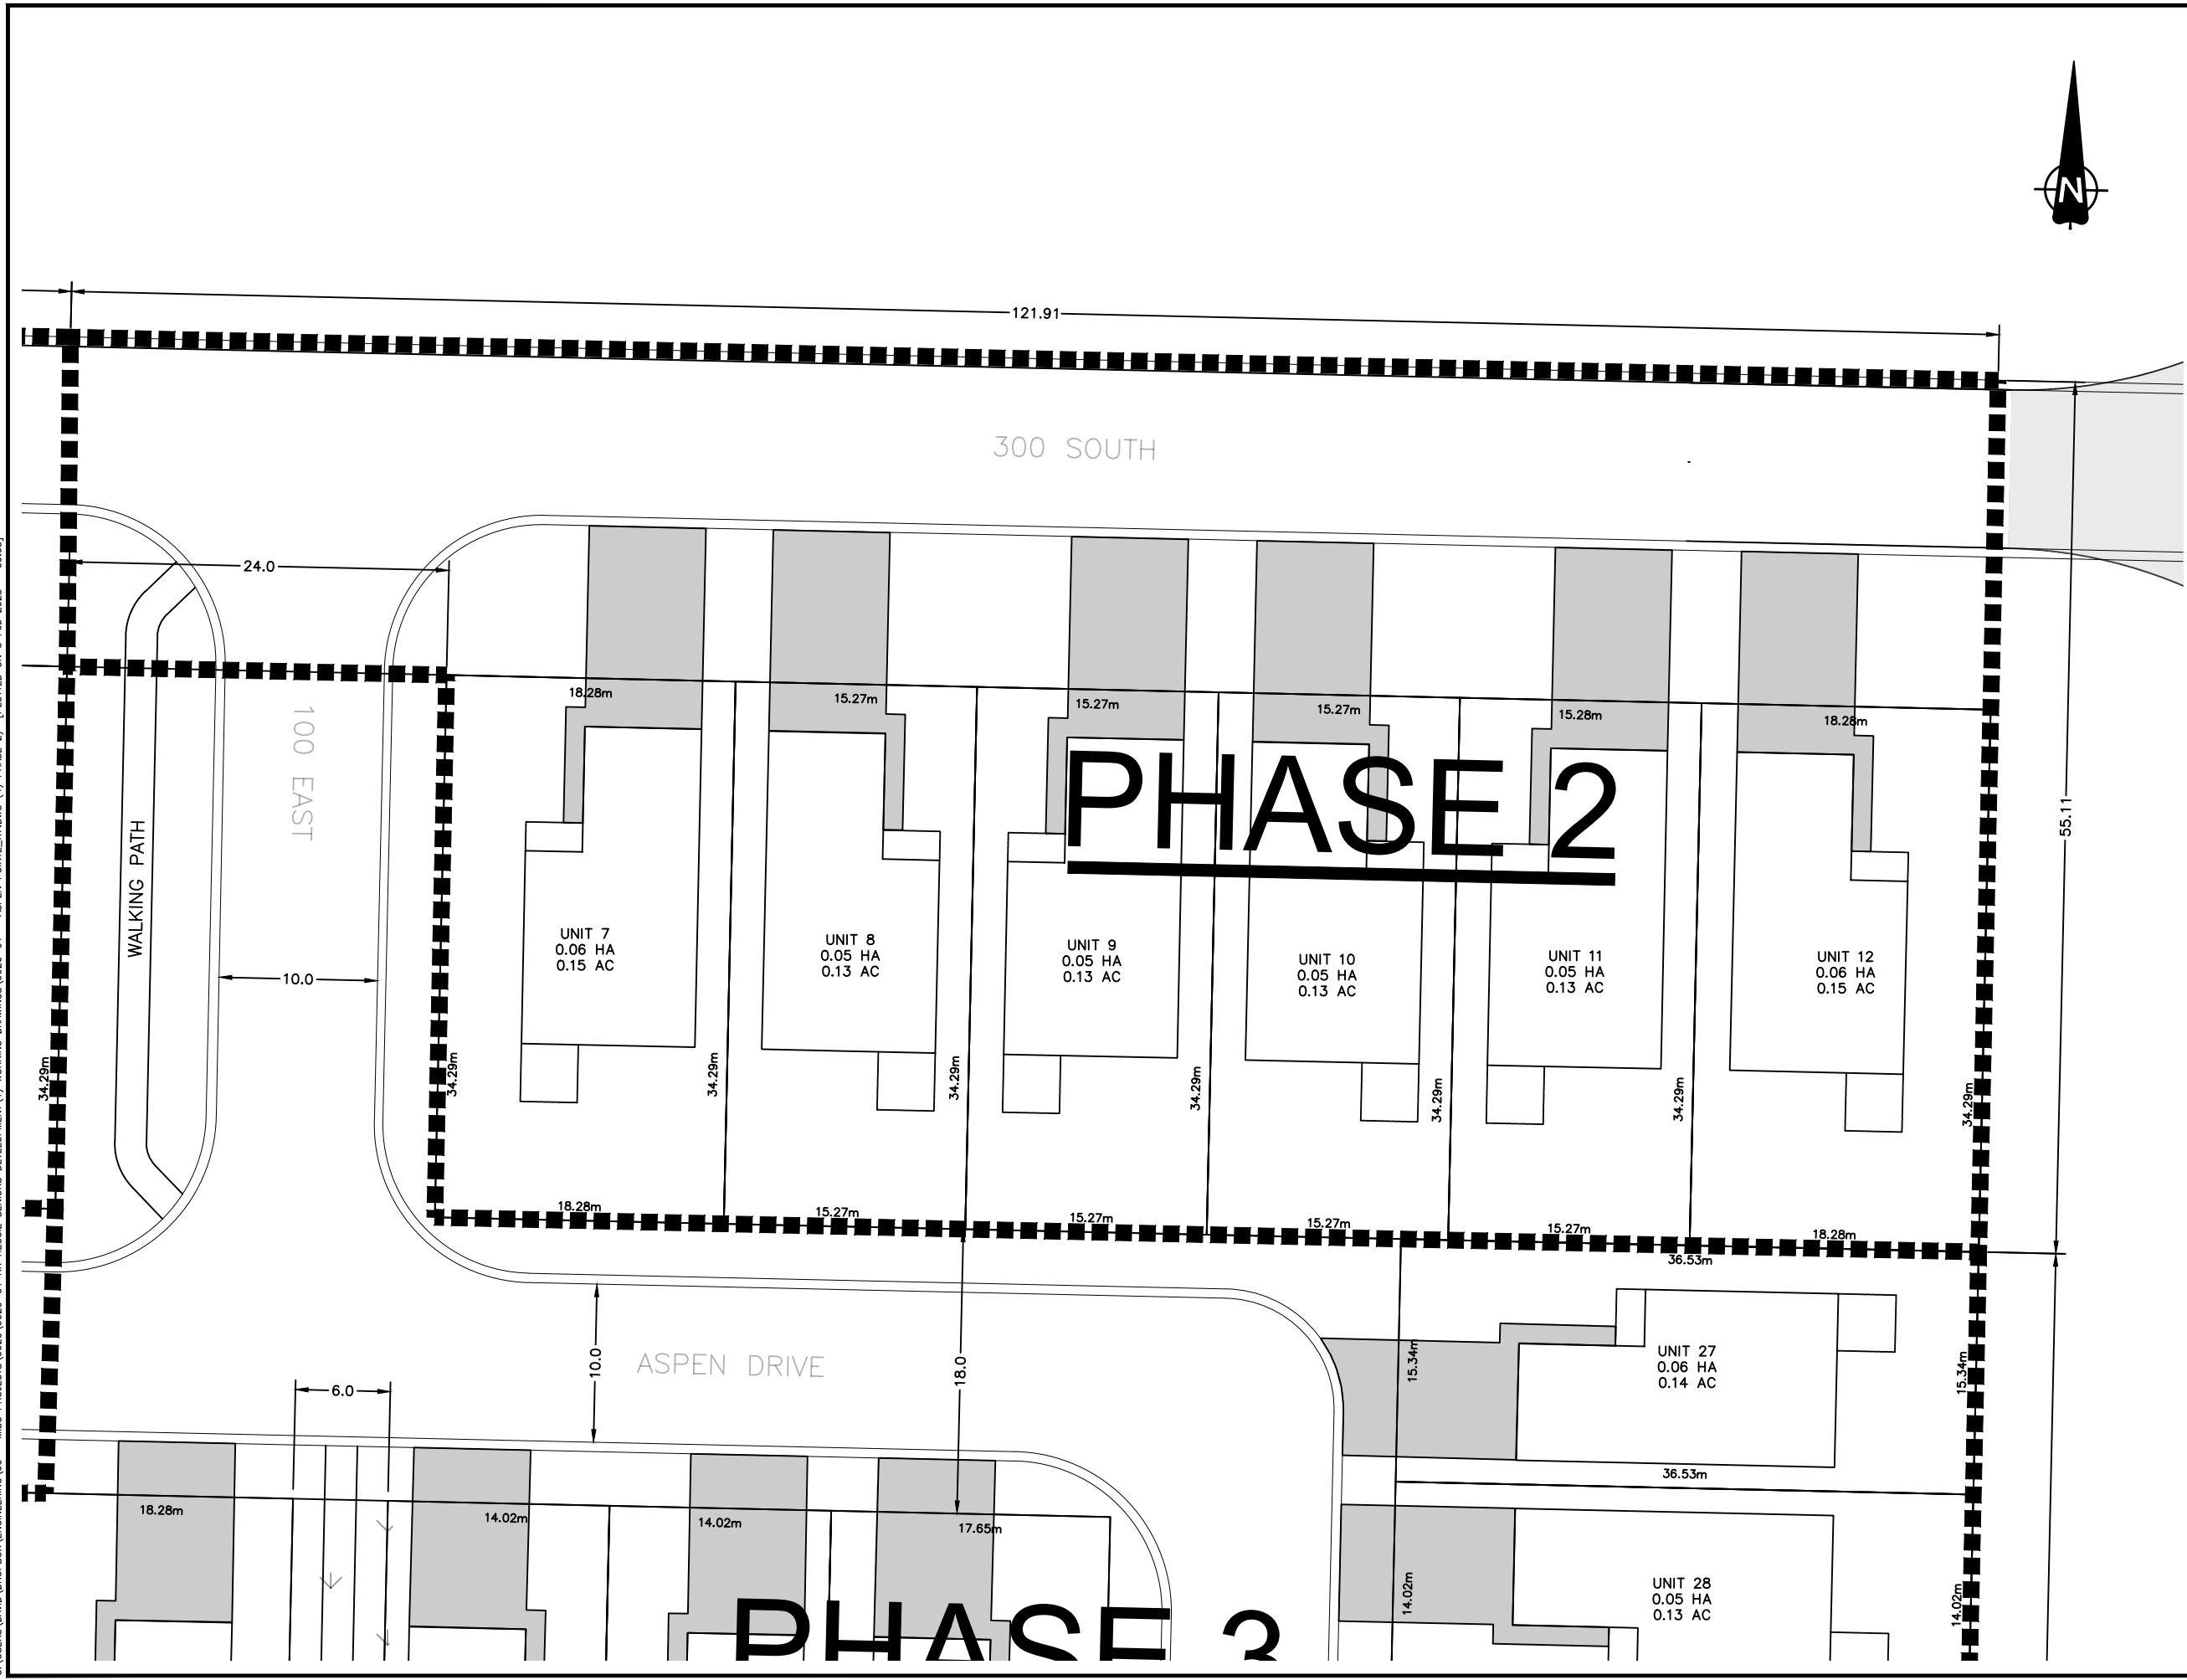 N
121.91
300 SOUTH
24.0
18.28m
15.27m
15.27m
15.27m
15.28m
18.28m
100 EAST
WALKING PATH
PHASE 2
55.11
UNIT 7
0.06 HA
0.15 AC
UNIT 8
0.05 HA
0.13 AC
UNIT 9
0.05 HA
0.13 AC
UNIT 10
0.05 HA
0.13 AC
UNIT 11
0.05 HA
0.13 AC
UNIT 12
0.06 HA
0.15 AC
10.0
34.29m
34.29m
34.29m
34.29m
34.29m
34.29m
34.29m
34.29m
18.28m
15.27m
15.27m
15.27m
15.27m
18.28m
36.53m
10.0
ASPEN DRIVE
18.0
15.34m
UNIT 27
0.06 HA
0.14 AC
15.34m
6.0
36.53m
18.28m
14.02m
14.02m
17.65m
14.02m
UNIT 28
0.05 HA
0.13 AC
14.02m
PHASE 3